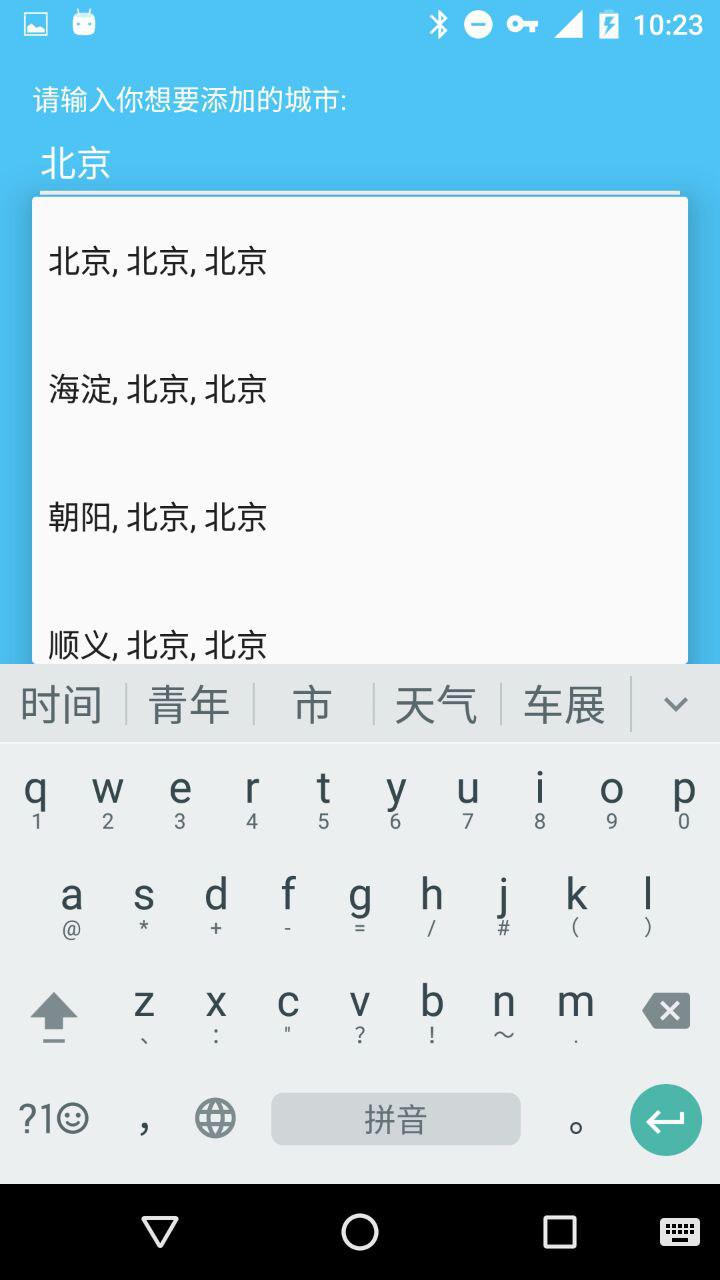 10:23
请输入你想要添加的城市:
北京
北京, 北京, 北京
海淀, 北京, 北京
朝阳, 北京, 北京
顺义, 北京, 北京
时间 青年 市 天气 车展
q w e r t y u i o p
1 2 3 4 5 6 7 8 9 0
a s d f g h j k l
@ * + - = / # ( )
z x c v b n m
、 : " ? ! ～ .
?1 , 拼音 。